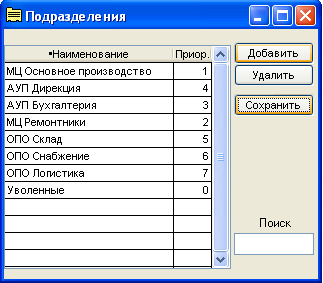 Подразделения
•Наименование Приор.
МЦ Основное производство 1
АУП Дирекция 4
АУП Бухгалтерия 3
МЦ Ремонтники 2
ОПО Склад 5
ОПО Снабжение 6
ОПО Логистика 7
Уволенные 0
Добавить
Удалить
Сохранить
Поиск